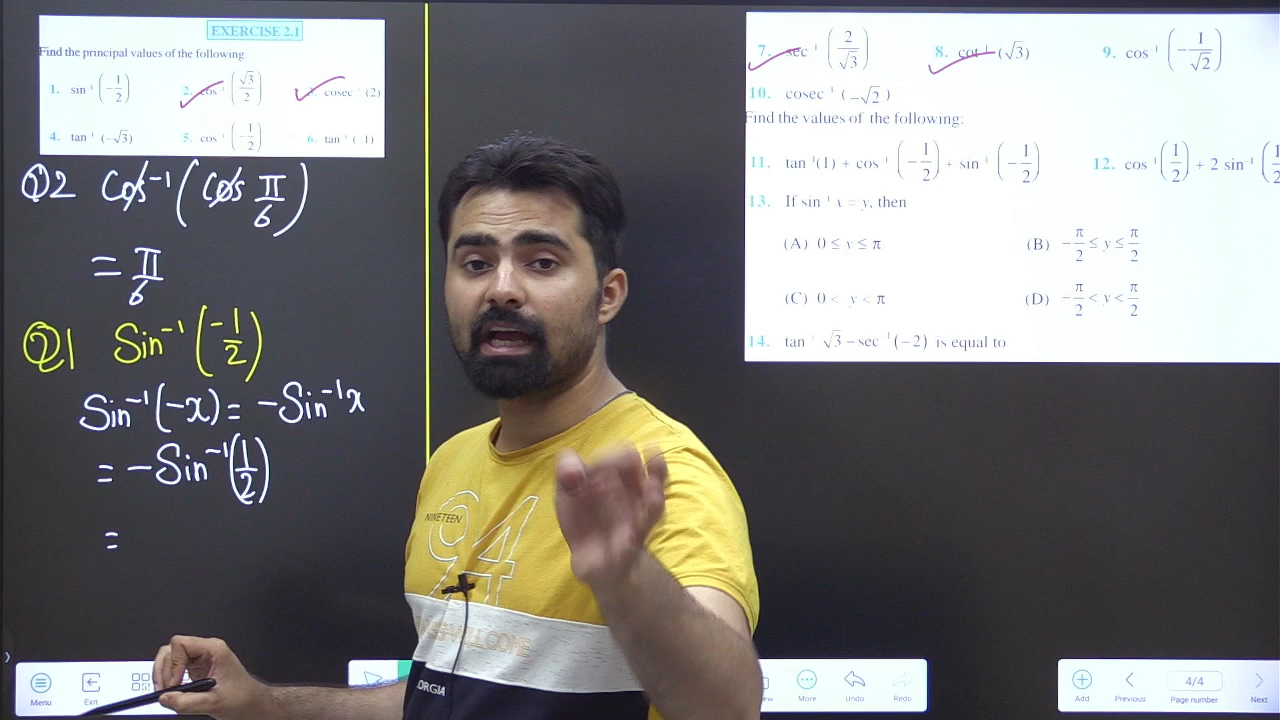 EXERCISE 2.1
Find the principal values of the following
1. sin⁻¹ (-1/2) 2. cos⁻¹ (√3/2) 3. cosec⁻¹ (2)
4. tan⁻¹ (-√3) 5. cos⁻¹ (-1/2) 6. tan⁻¹ (-1)
Q2 Cos⁻¹(Cos π/6)
= π/6
Q1 Sin⁻¹(-1/2)
Sin⁻¹(-x) = -Sin⁻¹x
= -Sin⁻¹(1/2)
=
7. sec⁻¹ (2/√3) 8. cot⁻¹ (√3) 9. cos⁻¹ (-1/√2)
10. cosec⁻¹ (-√2)
Find the values of the following:
11. tan⁻¹(1) + cos⁻¹ (-1/2) + sin⁻¹ (-1/2) 12. cos⁻¹ (1/2) + 2 sin⁻¹ (1/2
13. If sin⁻¹ x = y, then
(A) 0 ≤ y ≤ π (B) -π/2 ≤ y ≤ π/2
(C) 0 < y < π (D) -π/2 < y < π/2
14. tan⁻¹ √3 - sec⁻¹ (-2) is equal to
NINETEEN
94
ORGIA
Menu Exit More Undo Redo Add Previous 4/4 Page number Next